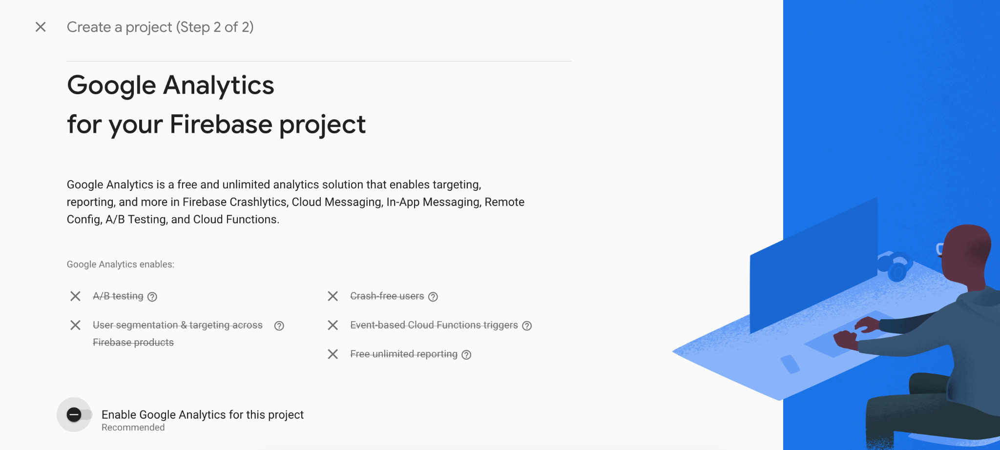 Create a project (Step 2 of 2)
Google Analytics
for your Firebase project
Google Analytics is a free and unlimited analytics solution that enables targeting,
reporting, and more in Firebase Crashlytics, Cloud Messaging, In-App Messaging, Remote
Config, A/B Testing, and Cloud Functions.
Google Analytics enables:
A/B testing
User segmentation & targeting across
Firebase products
Crash-free users
Event-based Cloud Functions triggers
Free unlimited reporting
Enable Google Analytics for this project
Recommended